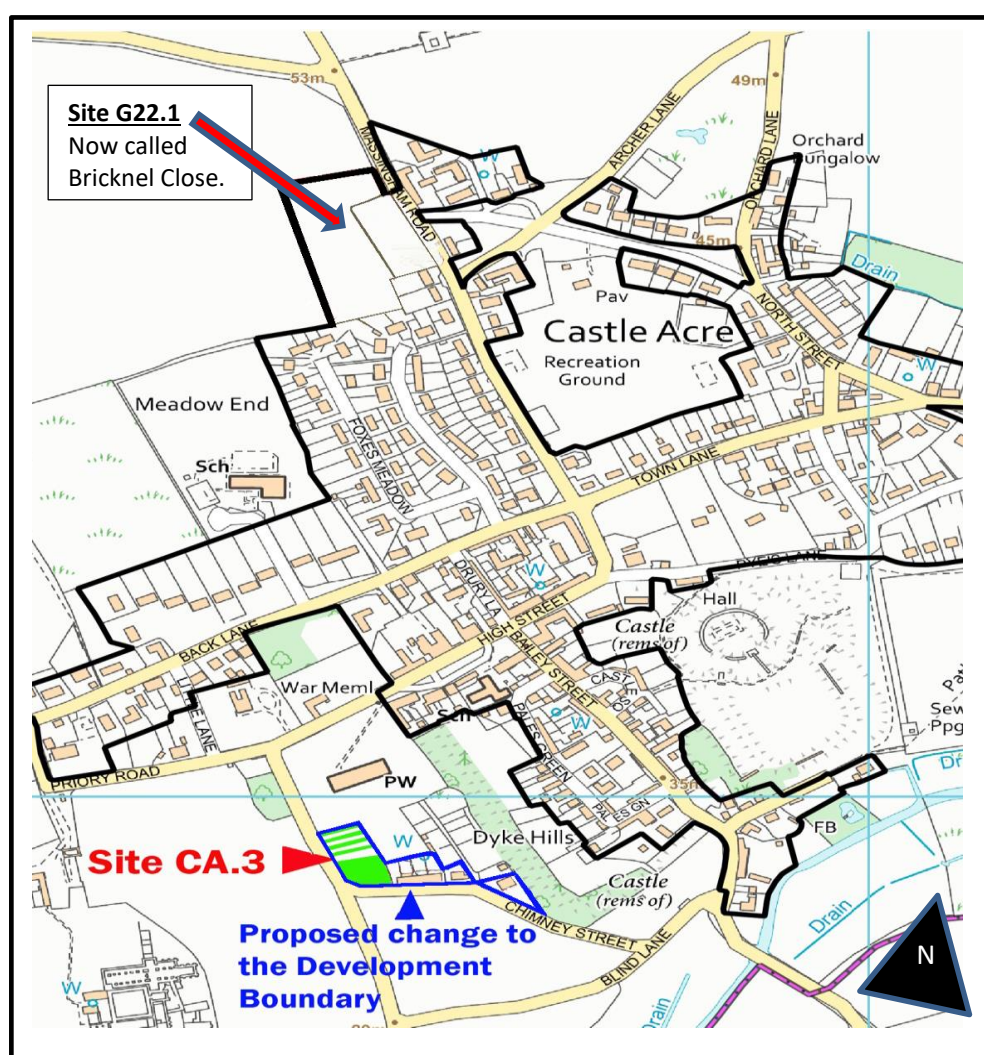 53m
49m
Site G22.1
Now called
Bricknel Close.
MASSINGHAM ROAD
W
ARCHER LANE
ORCHARD LANE
Orchard
Bungalow
45m
Drain
Pav
Castle Acre
Recreation
Ground
NORTH STREET
W
Meadow End
Sch
FOXES MEADOW
TOWN LANE
DRURY LA
W
PYE'S LANE
HIGH STREET
Hall
Castle
(rems of)
BACK LANE
BAILEY STREET
War Meml
LITTLE LANE
Sch
PALES GREEN
W
Sew
Ppg
PRIORY ROAD
PW
35m
PALES GN
FB
Dyke Hills
W
Site CA.3
Castle
(rems of)
CHIMNEY STREET
Proposed change to
the Development
Boundary
BLIND LANE
Drain
N
W
Drain